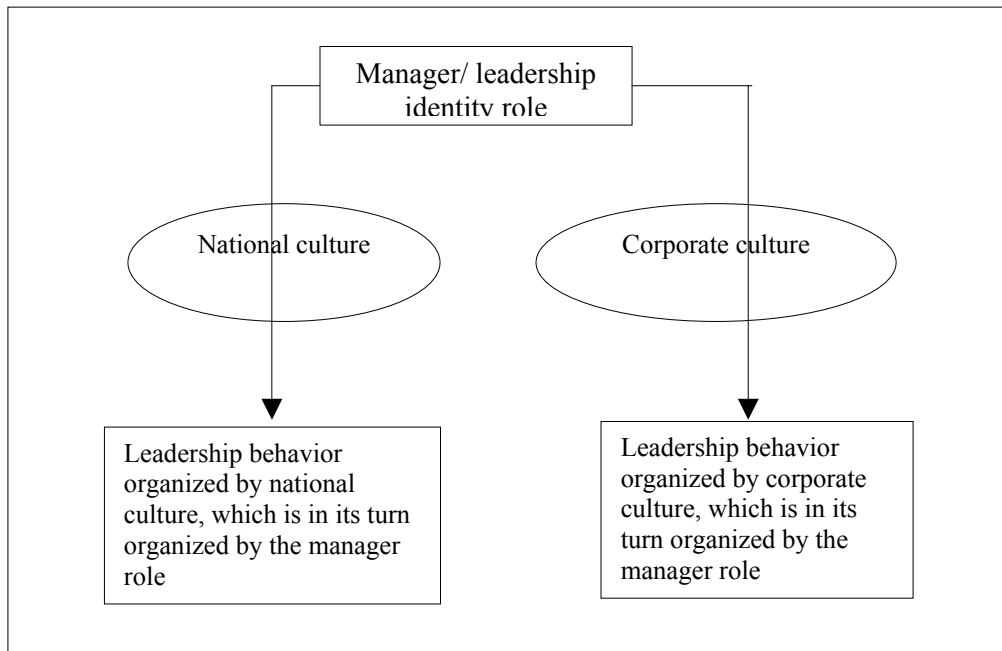 Manager/ leadership
identity role
National culture
Corporate culture
Leadership behavior
organized by national
culture, which is in its turn
organized by the manager
role
Leadership behavior
organized by corporate
culture, which is in its
turn organized by the
manager role